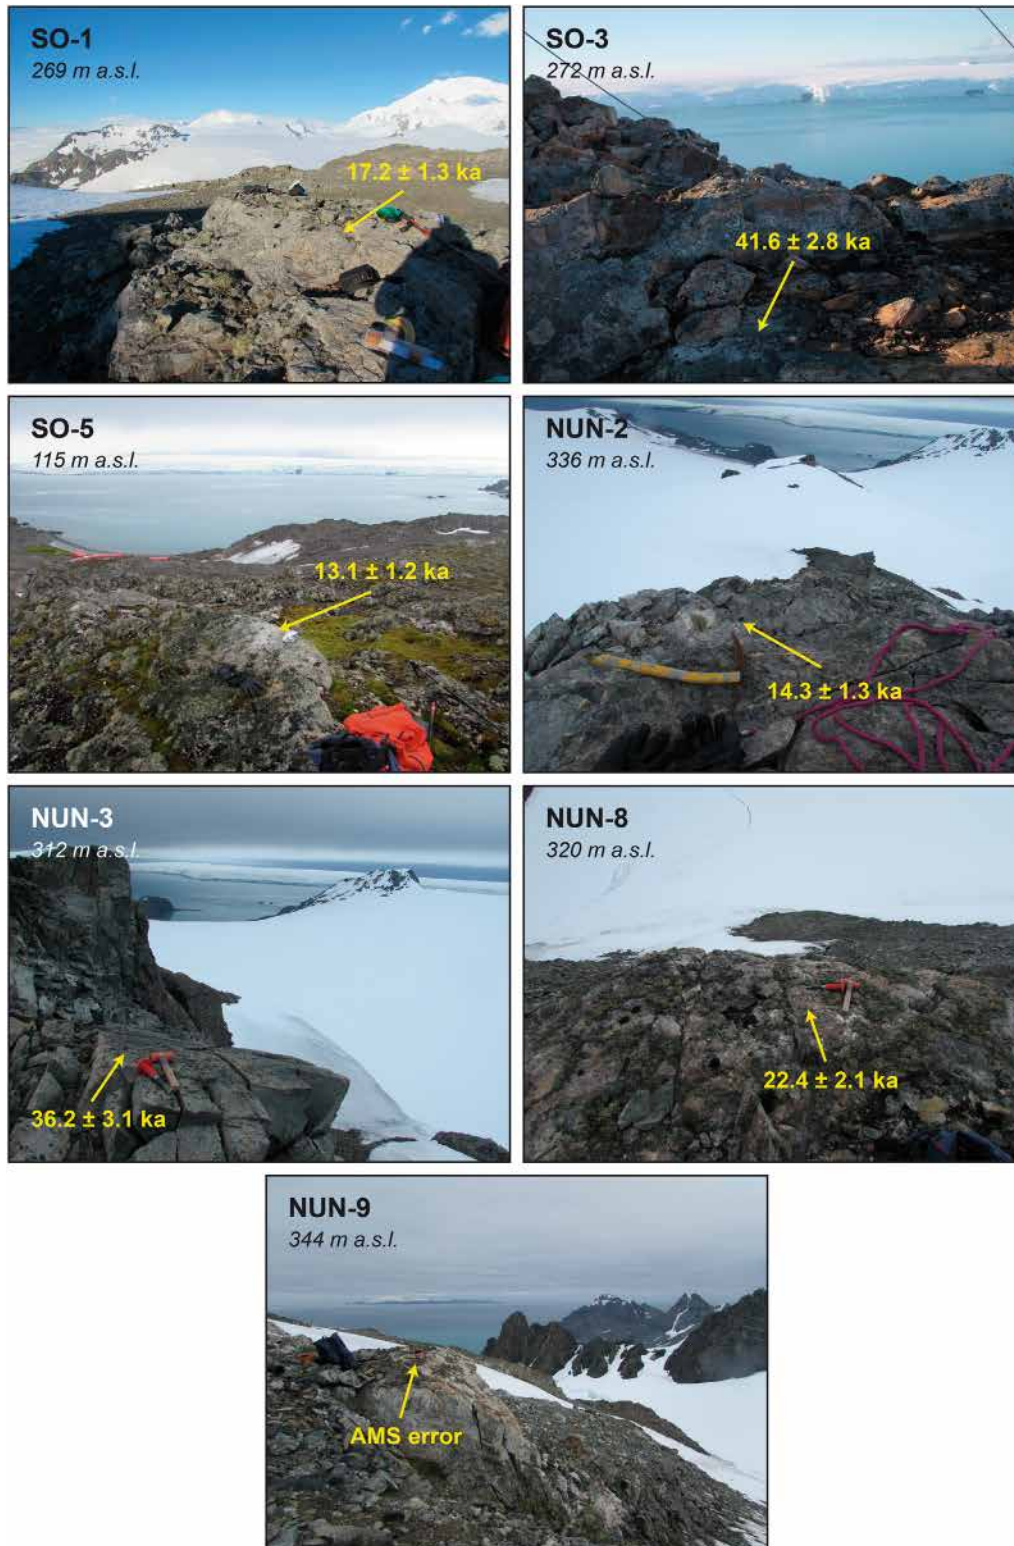 SO-1
269 m a.s.l.
17.2 ± 1.3 ka
SO-3
272 m a.s.l.
41.6 ± 2.8 ka
SO-5
115 m a.s.l.
13.1 ± 1.2 ka
NUN-2
336 m a.s.l.
14.3 ± 1.3 ka
NUN-3
312 m a.s.l.
36.2 ± 3.1 ka
NUN-8
320 m a.s.l.
22.4 ± 2.1 ka
NUN-9
344 m a.s.l.
AMS error